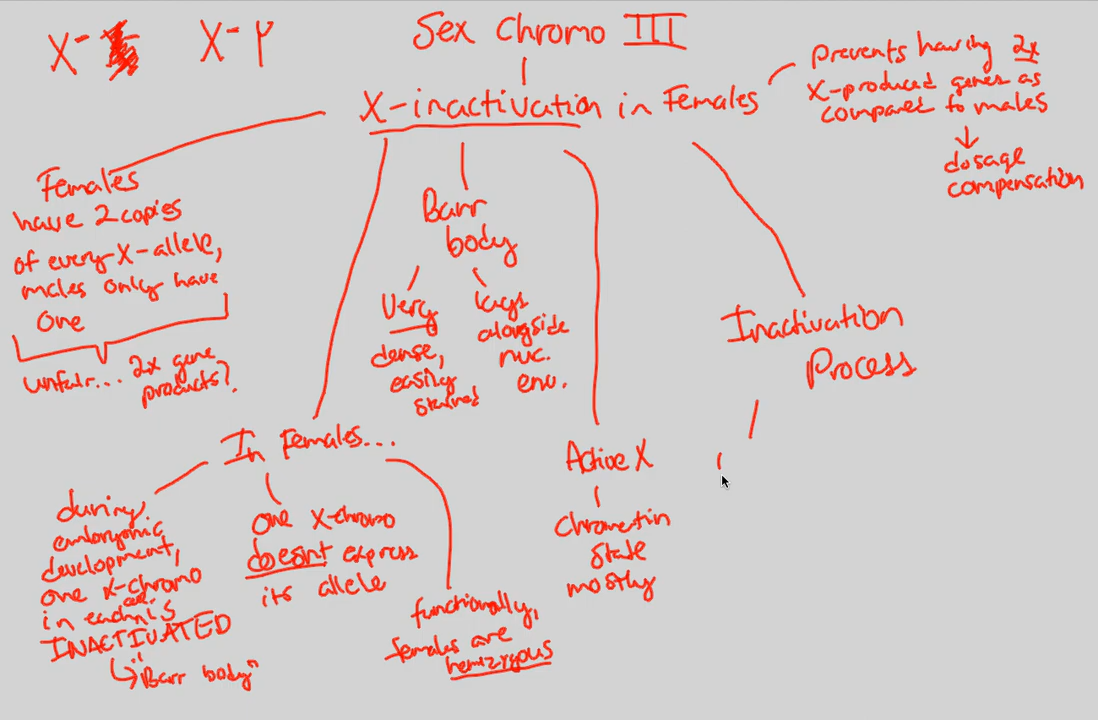 X-
X-Y
Sex Chromo III
X-inactivation in Females
Prevents having 2x
X-produced genes as
compared to males
dosage
compensation
Females
have 2 copies
of every X-allele,
males only have
one
unfair... 2x gene
products?
Barr
body
Very
dense,
easily
stained
lays
alongside
nuc.
env.
Inactivation
Process
In Females...
during
embryonic
development,
one X-chromo
in each cell is
INACTIVATED
"Barr body"
one X-chromo
doesnt express
its allele
functionally,
females are
hemizygous
Active X
Chromatin
state
mostly